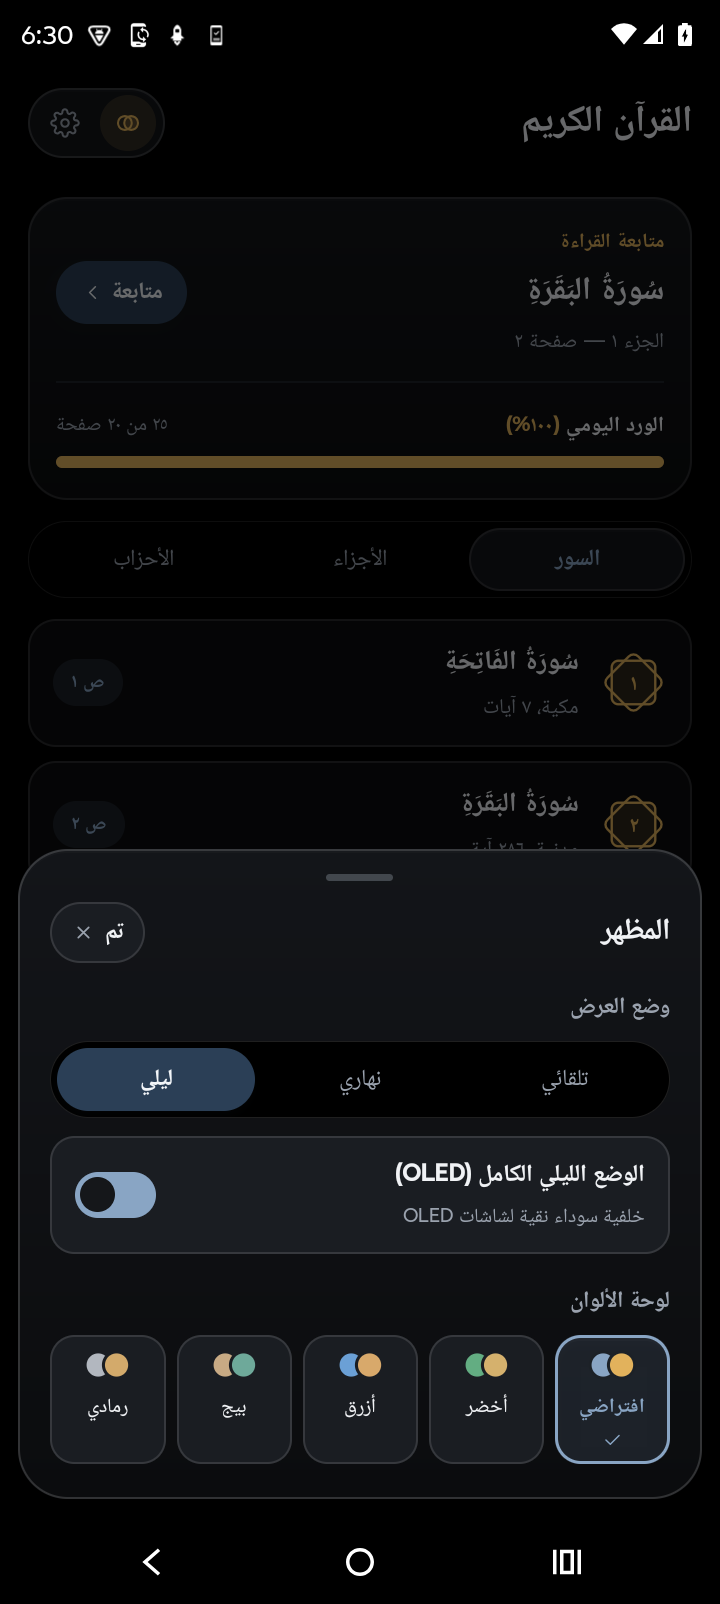 6:30
القرآن الكريم
متابعة القراءة
سُورَةُ البَقَرَةِ
متابعة
الجزء ١ — صفحة ٢
الورد اليومي (١٠٠%)
٢٥ من ٢٠ صفحة
السور
الأجزاء
الأحزاب
١
سُورَةُ الفَاتِحَةِ
مكية، ٧ آيات
ص ١
٢
سُورَةُ البَقَرَةِ
مدنية، ٢٨٦ آية
ص ٢
المظهر
تم
وضع العرض
تلقائي
نهاري
ليلي
الوضع الليلي الكامل (OLED)
خلفية سوداء نقية لشاشات OLED
لوحة الألوان
افتراضي
أخضر
أزرق
بيج
رمادي